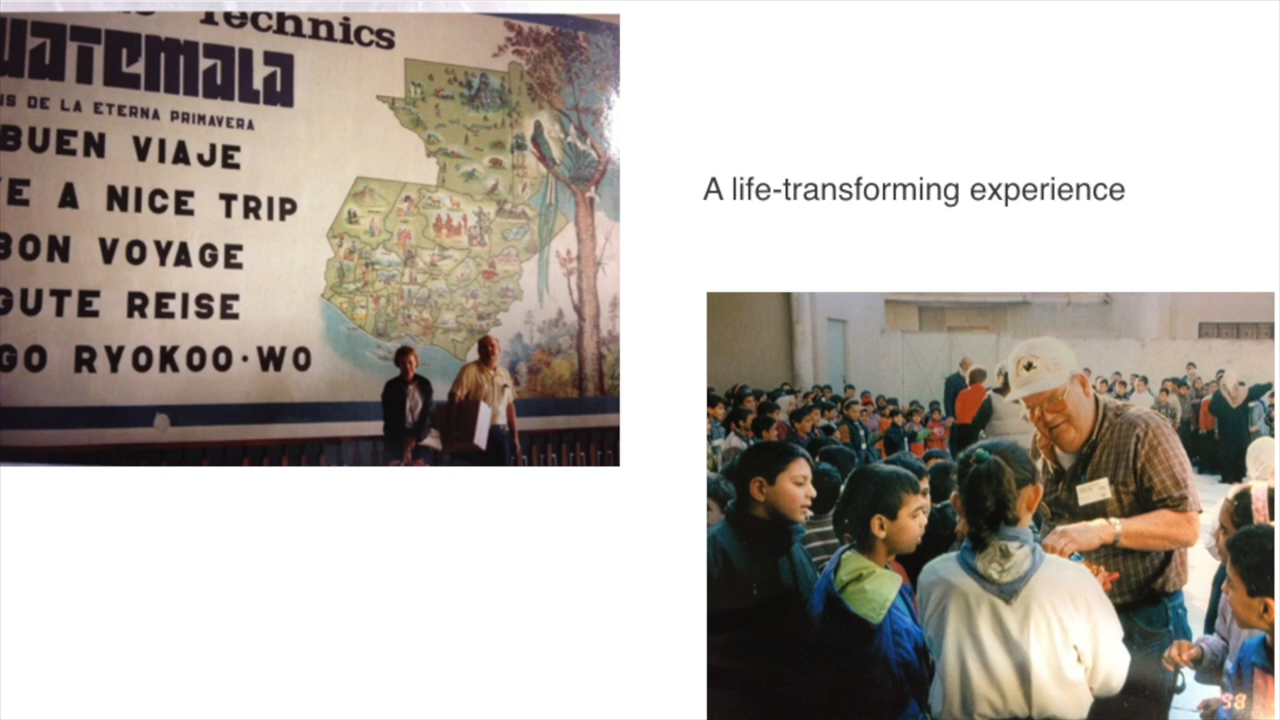 Technics
UATEMALA
DE LA ETERNA PRIMAVERA
BUEN VIAJE
E A NICE TRIP
BON VOYAGE
GUTE REISE
GO RYOKOO·WO
A life-transforming experience
98